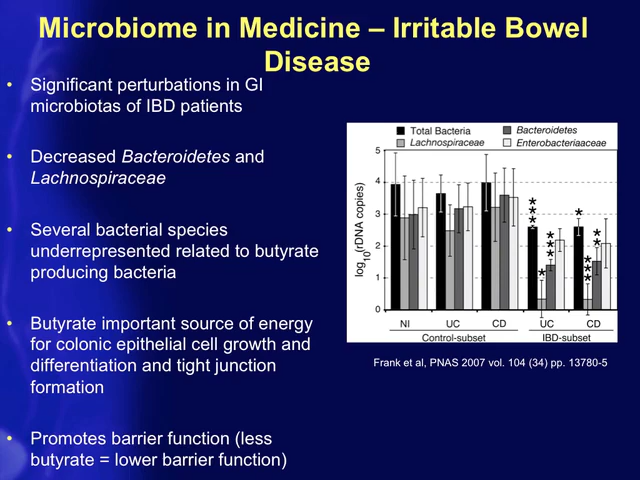 Microbiome in Medicine – Irritable Bowel
Disease
• Significant perturbations in GI
microbiotas of IBD patients
• Decreased Bacteroidetes and
Lachnospiraceae
• Several bacterial species
underrepresented related to butyrate
producing bacteria
• Butyrate important source of energy
for colonic epithelial cell growth and
differentiation and tight junction
formation
• Promotes barrier function (less
butyrate = lower barrier function)
Total Bacteria Bacteroidetes
Lachnospiraceae Enterobacteriaceae
log10(rDNA copies)
5
4
3
2
1
0
*** * *** * *** **
NI UC CD UC CD
Control-subset IBD-subset
Frank et al, PNAS 2007 vol. 104 (34) pp. 13780-5